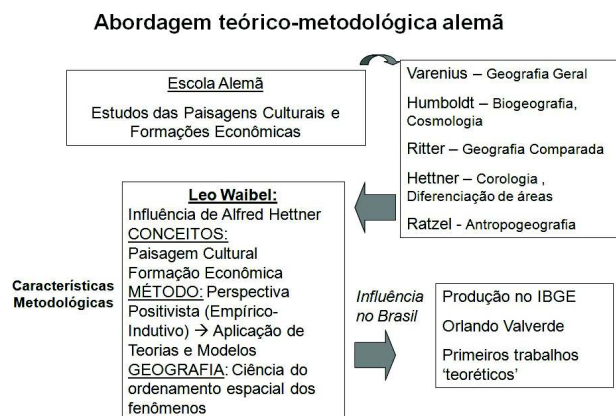 Abordagem teórico-metodológica alemã
Escola Alemã
Estudos das Paisagens Culturais e
Formações Econômicas
Varenius – Geografia Geral
Humboldt – Biogeografia,
Cosmologia
Ritter – Geografia Comparada
Hettner – Corologia ,
Diferenciação de áreas
Ratzel - Antropogeografia
Leo Waibel:
Influência de Alfred Hettner
CONCEITOS:
Paisagem Cultural
Formação Econômica
MÉTODO: Perspectiva
Positivista (Empírico-
Indutivo) → Aplicação de
Teorias e Modelos
GEOGRAFIA: Ciência do
ordenamento espacial dos
fenômenos
Características
Metodológicas
Influência
no Brasil
Produção no IBGE
Orlando Valverde
Primeiros trabalhos
‘teoréticos’